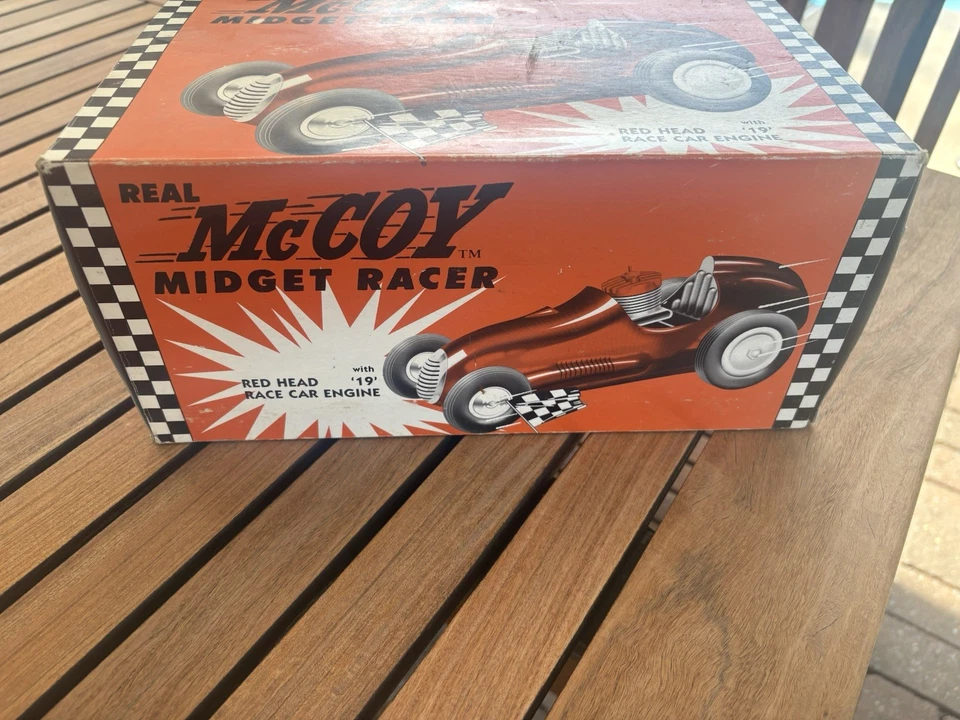 McCOY
MIDGET RACER
with
RED HEAD '19'
RACE CAR ENGINE
REAL
McCOY™
MIDGET RACER
with
RED HEAD '19'
RACE CAR ENGINE